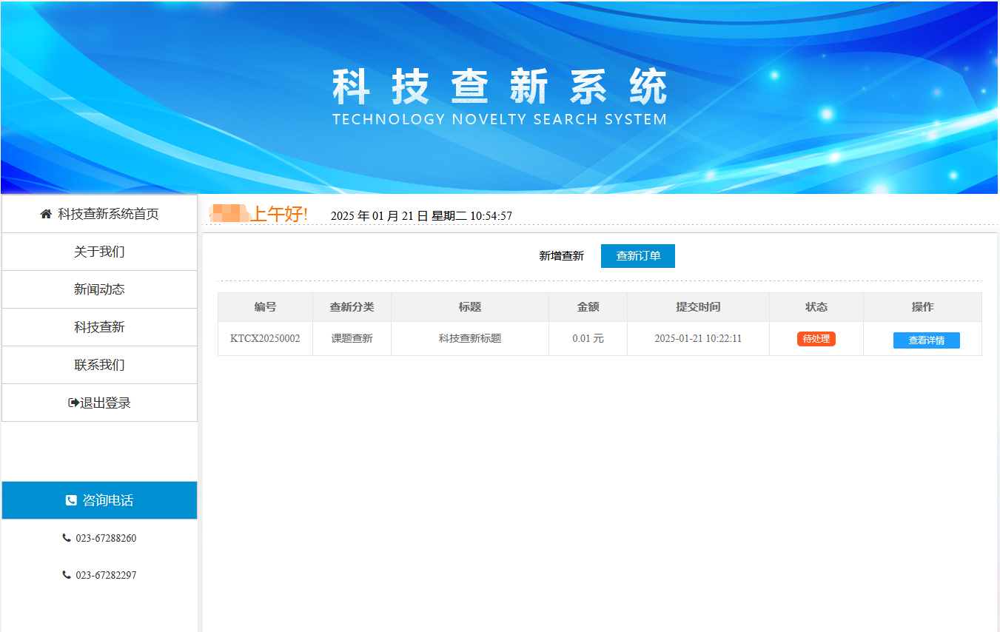 科技查新系统
TECHNOLOGY NOVELTY SEARCH SYSTEM
科技查新系统首页
关于我们
新闻动态
科技查新
联系我们
退出登录
咨询电话
023-67288260
023-67282297
上午好! 2025 年 01 月 21 日 星期二 10:54:57
新增查新 查新订单
编号 查新分类 标题 金额 提交时间 状态 操作
KTCX20250002 课题查新 科技查新标题 0.01 元 2025-01-21 10:22:11 待处理 查看详情